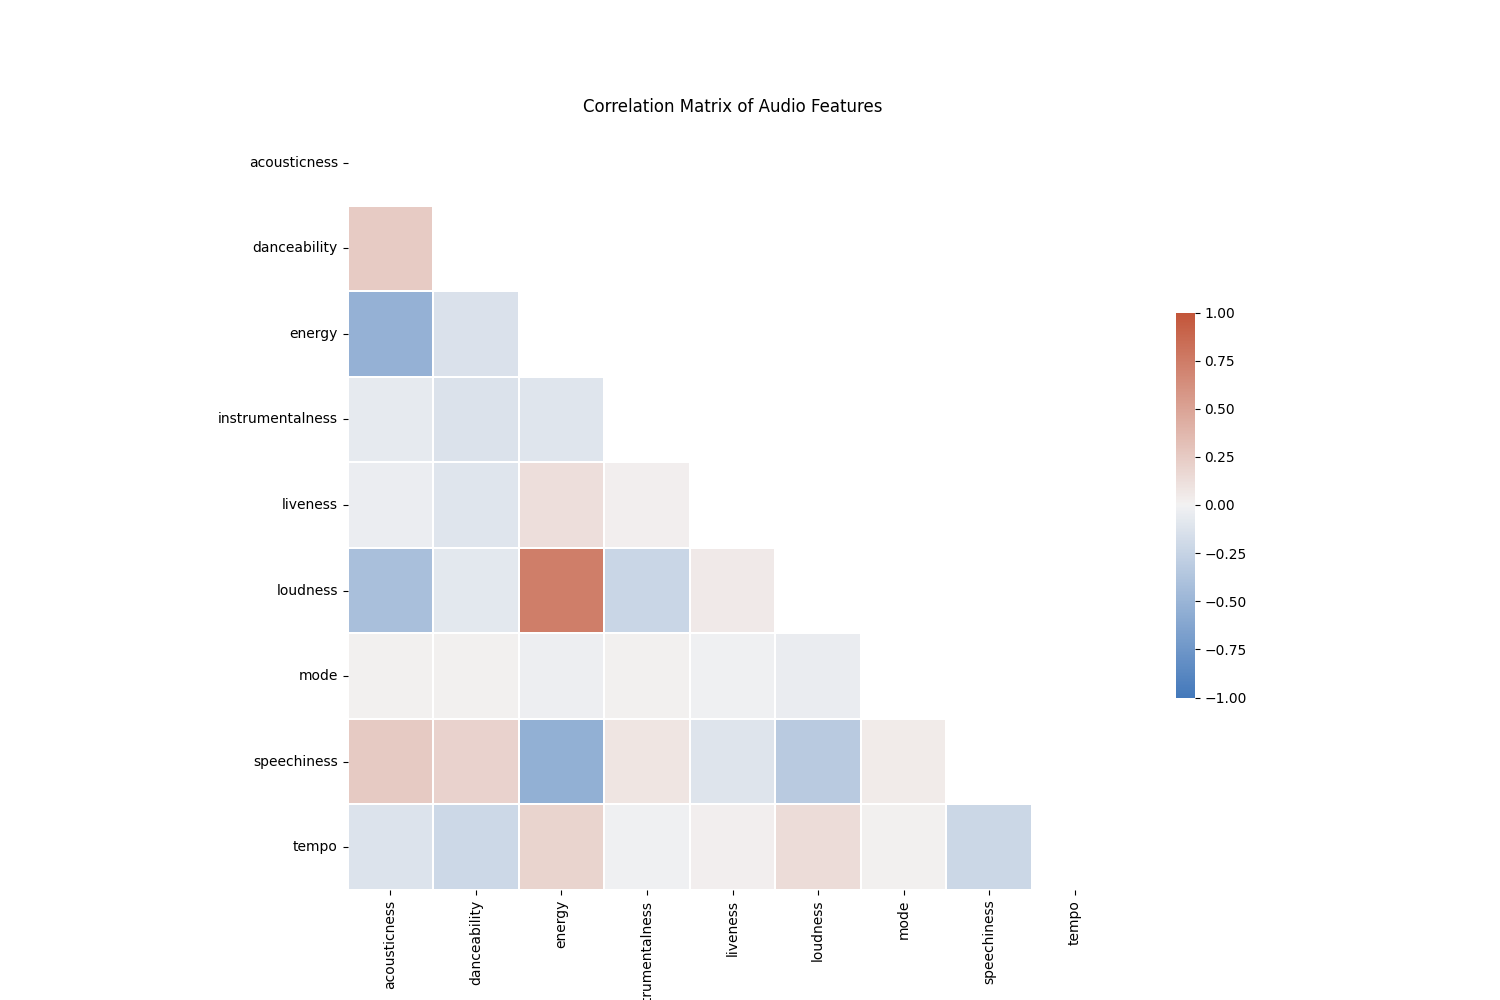 Correlation Matrix of Audio Features
acousticness
danceability
energy
instrumentalness
liveness
loudness
mode
speechiness
tempo
1.00
0.75
0.50
0.25
0.00
−0.25
−0.50
−0.75
−1.00
acousticness
danceability
energy
trumentalness
liveness
loudness
mode
speechiness
tempo